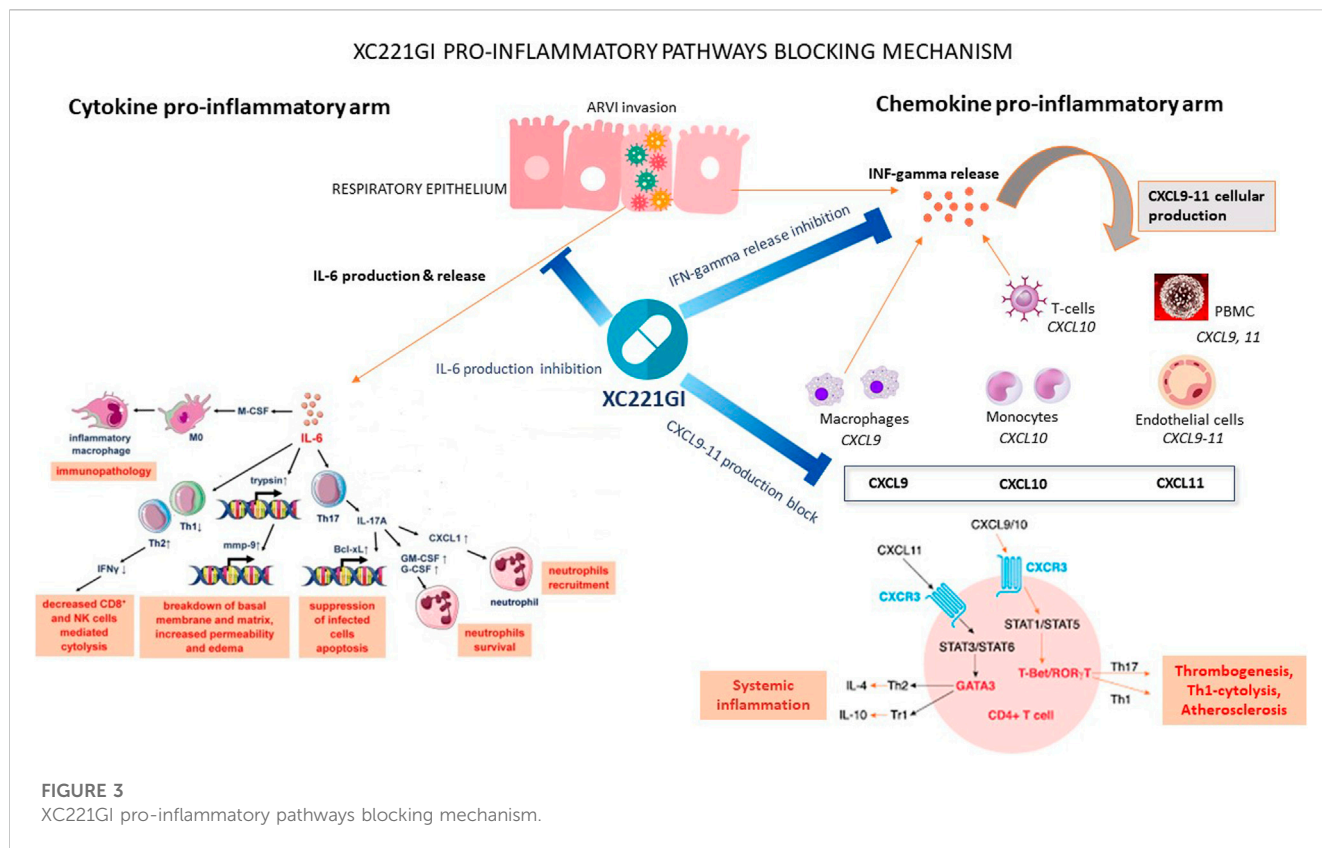 XC221GI PRO-INFLAMMATORY PATHWAYS BLOCKING MECHANISM
Cytokine pro-inflammatory arm
ARVI invasion
Chemokine pro-inflammatory arm
RESPIRATORY EPITHELIUM
INF-gamma release
CXCL9-11 cellular
production
IL-6 production & release
IFN-gamma release inhibition
T-cells
CXCL10
PBMC
CXCL9, 11
IL-6 production inhibition
XC221GI
CXCL9-11 production block
Macrophages
CXCL9
Monocytes
CXCL10
Endothelial cells
CXCL9-11
CXCL9
CXCL10
CXCL11
inflammatory
macrophage
M0
M-CSF
IL-6
immunopathology
Th1↓
Th2↑
IFNγ ↓
trypsin↑
mmp-9↑
Th17
IL-17A
Bcl-xL↑
CXCL1 ↑
GM-CSF ↑
G-CSF ↑
neutrophil
neutrophils
recruitment
neutrophils
survival
decreased CD8⁺
and NK cells
mediated
cytolysis
breakdown of basal
membrane and matrix,
increased permeability
and edema
suppression
of infected
cells
apoptosis
CXCL9/10
CXCL11
CXCR3
CXCR3
STAT1/STAT5
STAT3/STAT6
T-Bet/RORγT
GATA3
CD4+ T cell
IL-4
Th2
IL-10
Tr1
Systemic
inflammation
Th17
Th1
Thrombogenesis,
Th1-cytolysis,
Atherosclerosis
FIGURE 3
XC221GI pro-inflammatory pathways blocking mechanism.